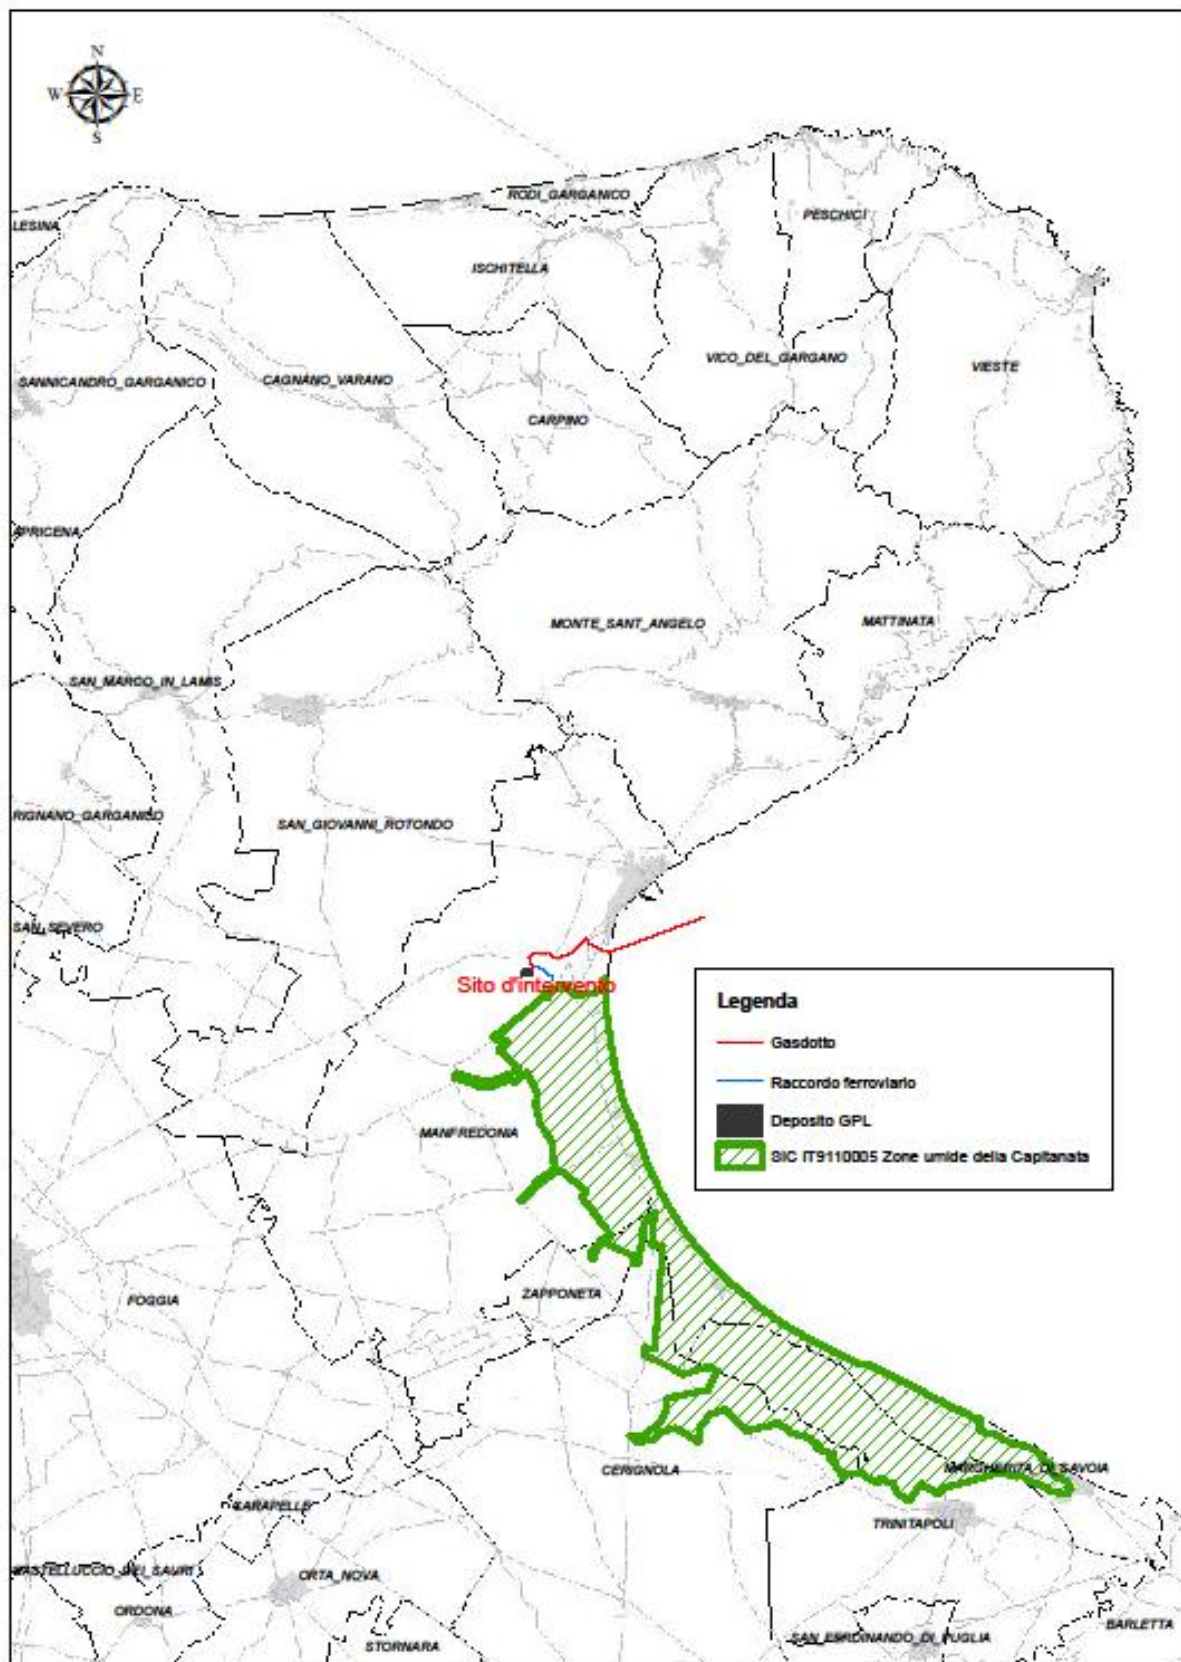 N
W E
S
RODI_GARGANICO
LESINA
PESCHICI
ISCHITELLA
VICO_DEL_GARGANO
VIESTE
SANNICANDRO_GARGANICO
CAGNANO_VARANO
CARPINO
APRICENA
MONTE_SANT_ANGELO
MATTINATA
SAN_MARCO_IN_LAMIS
RIGNANO_GARGANICO
SAN_GIOVANNI_ROTONDO
SAN_SEVERO
Sito d'intervento
Legenda
Gasdotto
Raccordo ferroviario
Deposito GPL
SIC IT9110005 Zone umide della Capitanata
MANFREDONIA
ZAPPONETA
FOGGIA
CERIGNOLA
MARGHERITA_DI_SAVOIA
CARAPELLE
TRINITAPOLI
CASTELLUCCIO_DEI_SAURI
ORTA_NOVA
ORDONA
STORNARA
SAN_FERDINANDO_DI_PUGLIA
BARLETTA